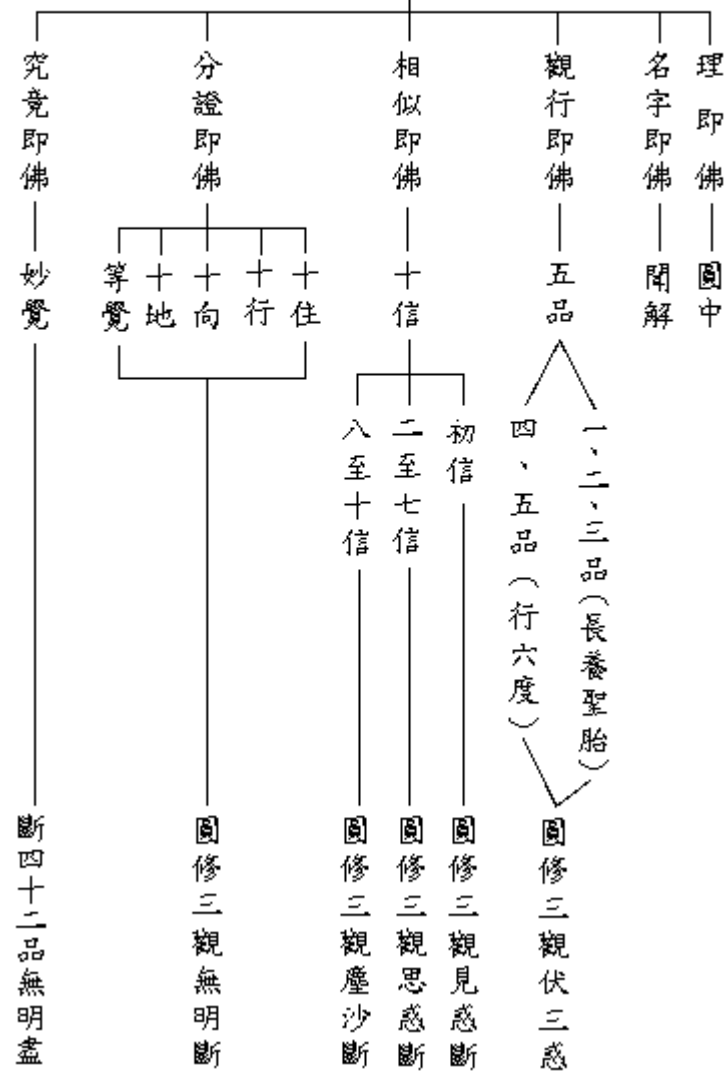 理即佛
圓中
名字即佛
聞解
觀行即佛
五品
一、二、三品(長養聖胎)
四、五品(行六度)
圓修三觀伏三惑
相似即佛
十信
初信
圓修三觀見惑斷
二至七信
圓修三觀思惑斷
八至十信
圓修三觀塵沙斷
分證即佛
十住
十行
十向
十地
等覺
圓修三觀無明斷
究竟即佛
妙覺
斷四十二品無明盡